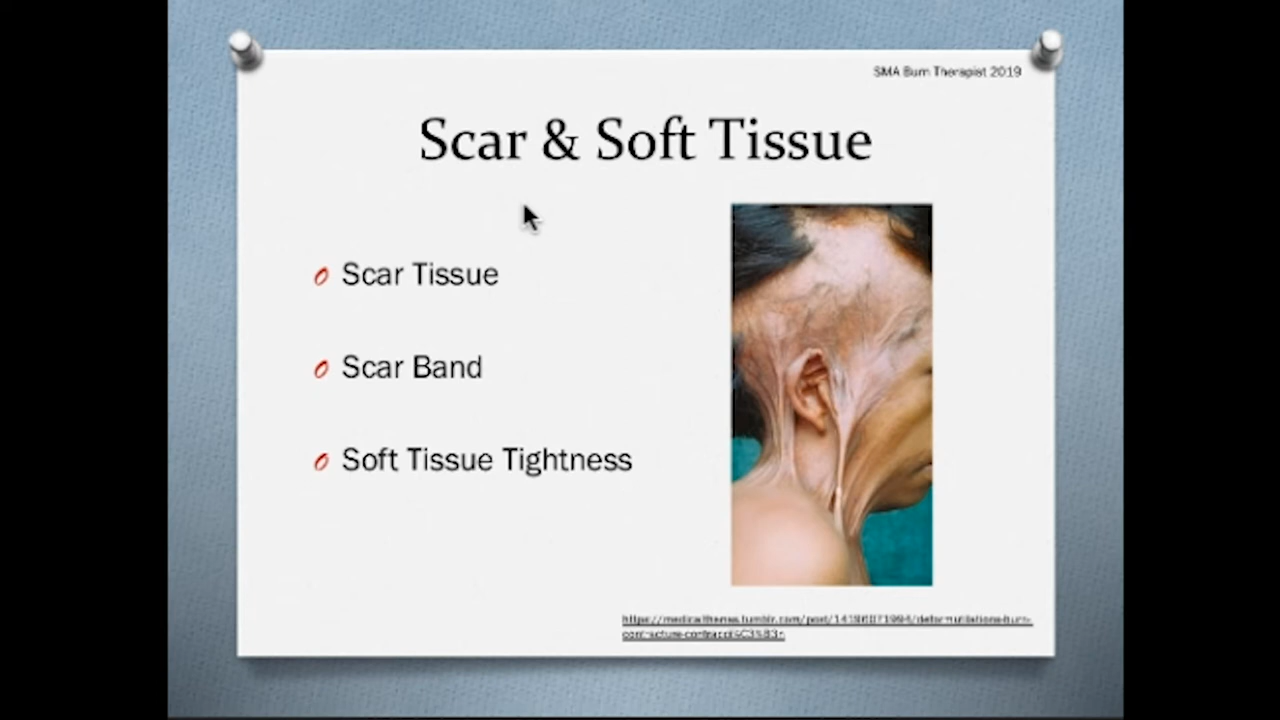 SMA Burn Therapist 2019
Scar & Soft Tissue
Scar Tissue
Scar Band
Soft Tissue Tightness